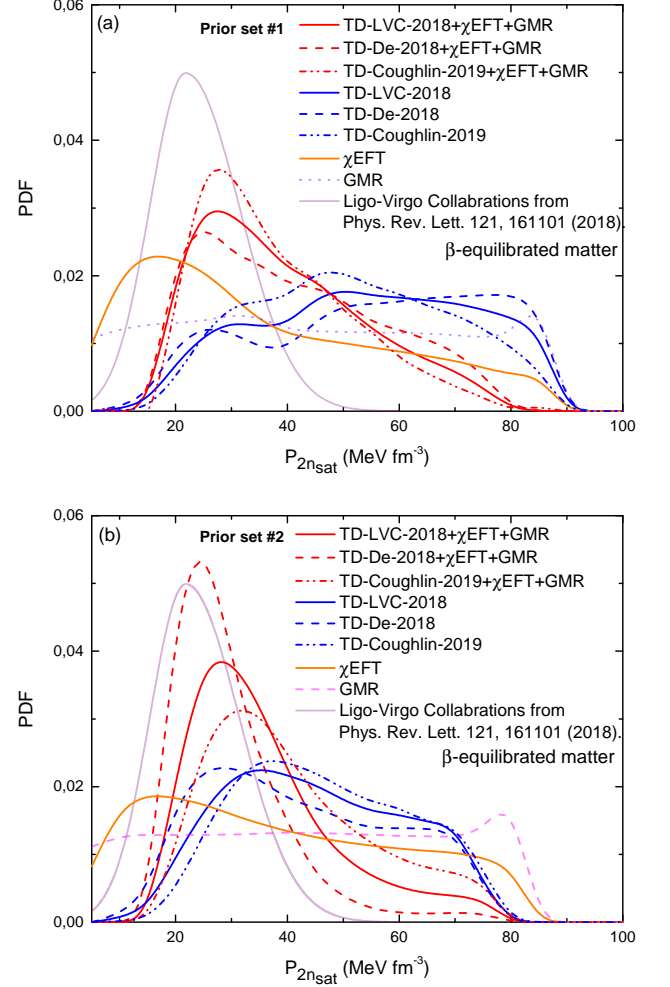 (a)
Prior set #1
TD-LVC-2018+χEFT+GMR
TD-De-2018+χEFT+GMR
TD-Coughlin-2019+χEFT+GMR
TD-LVC-2018
TD-De-2018
TD-Coughlin-2019
χEFT
GMR
Ligo-Virgo Collabrations from
Phys. Rev. Lett. 121, 161101 (2018).
β-equilibrated matter
0,06
0,04
0,02
0,00
PDF
20 40 60 80 100
P2nsat (MeV fm-3)
(b)
Prior set #2
TD-LVC-2018+χEFT+GMR
TD-De-2018+χEFT+GMR
TD-Coughlin-2019+χEFT+GMR
TD-LVC-2018
TD-De-2018
TD-Coughlin-2019
χEFT
GMR
Ligo-Virgo Collabrations from
Phys. Rev. Lett. 121, 161101 (2018).
β-equilibrated matter
0,06
0,04
0,02
0,00
PDF
20 40 60 80 100
P2nsat (MeV fm-3)